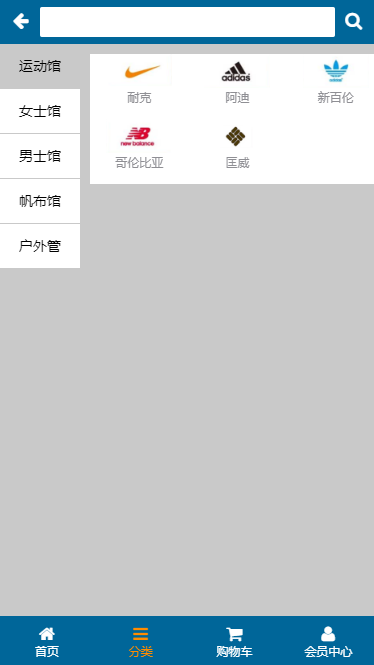 运动馆
女士馆
男士馆
帆布馆
户外管
adidas
耐克
阿迪
新百伦
new balance
哥伦比亚
匡威
首页
分类
购物车
会员中心